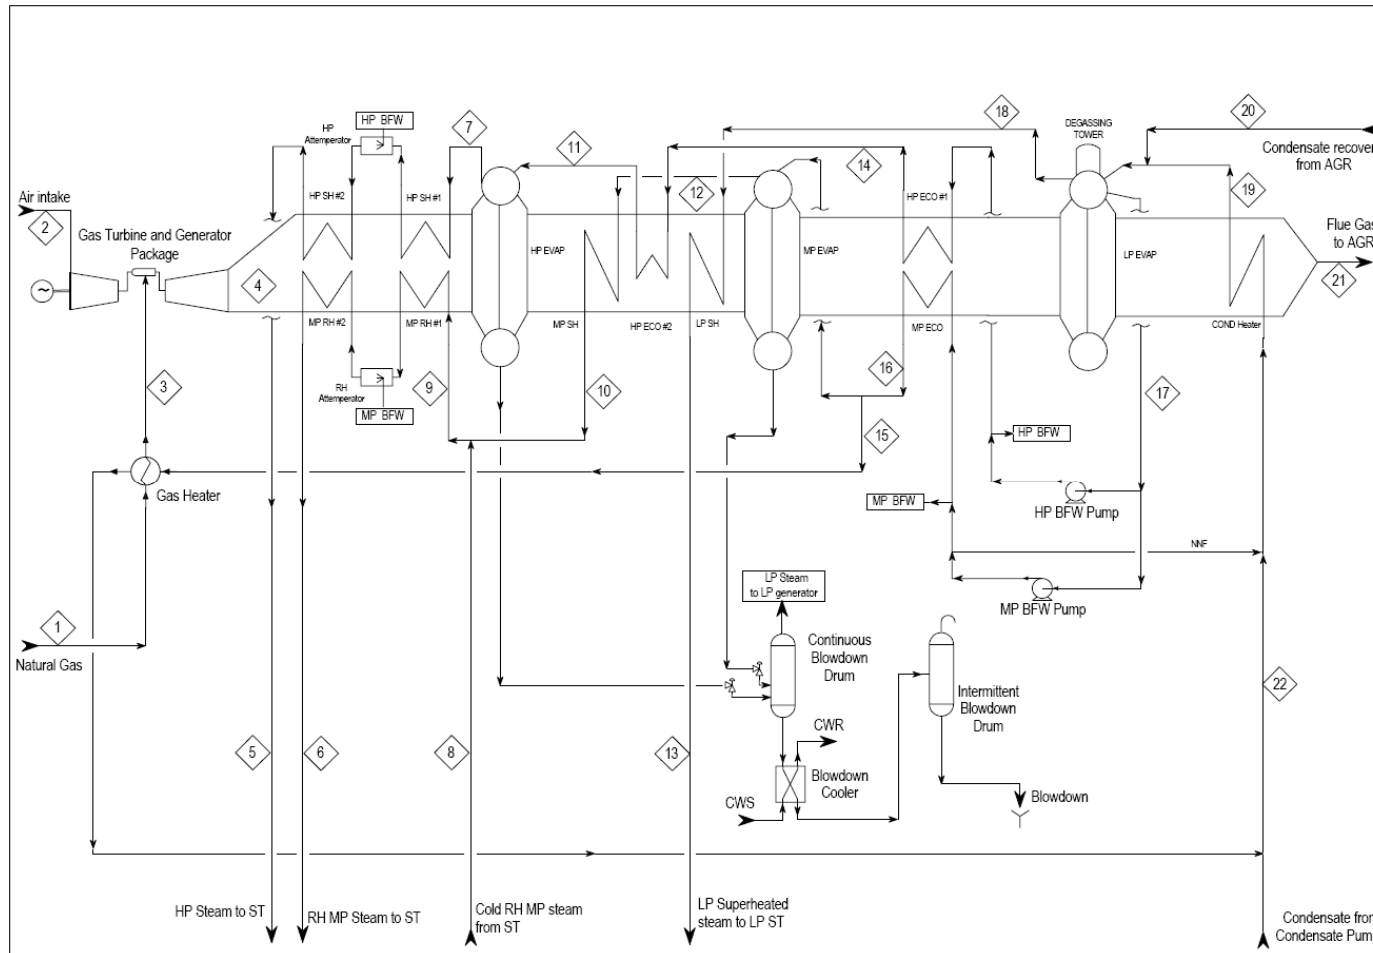 HP BFW
7
HP
Attemperator
11
18
DEGASSING
TOWER
20
Condensate recover
from AGR
14
12
19
Air intake
2
HP SH #2
HP SH #1
HP ECO #1
Gas Turbine and Generator
Package
Flue Gas
to AGR
21
4
HP EVAP
MP EVAP
LP EVAP
MP RH #2
MP RH #1
MP SH
HP ECO #2
LP SH
MP ECO
COND Heater
3
RH
Attemperator
MP BFW
9
10
16
17
15
HP BFW
Gas Heater
HP BFW Pump
MP BFW
NNF
MP BFW Pump
LP Steam
to LP generator
1
Natural Gas
Continuous
Blowdown
Drum
Intermittent
Blowdown
Drum
22
5
6
8
13
CWR
Blowdown
Cooler
CWS
Blowdown
HP Steam to ST
RH MP Steam to ST
Cold RH MP steam
from ST
LP Superheated
steam to LP ST
Condensate from
Condensate Pum